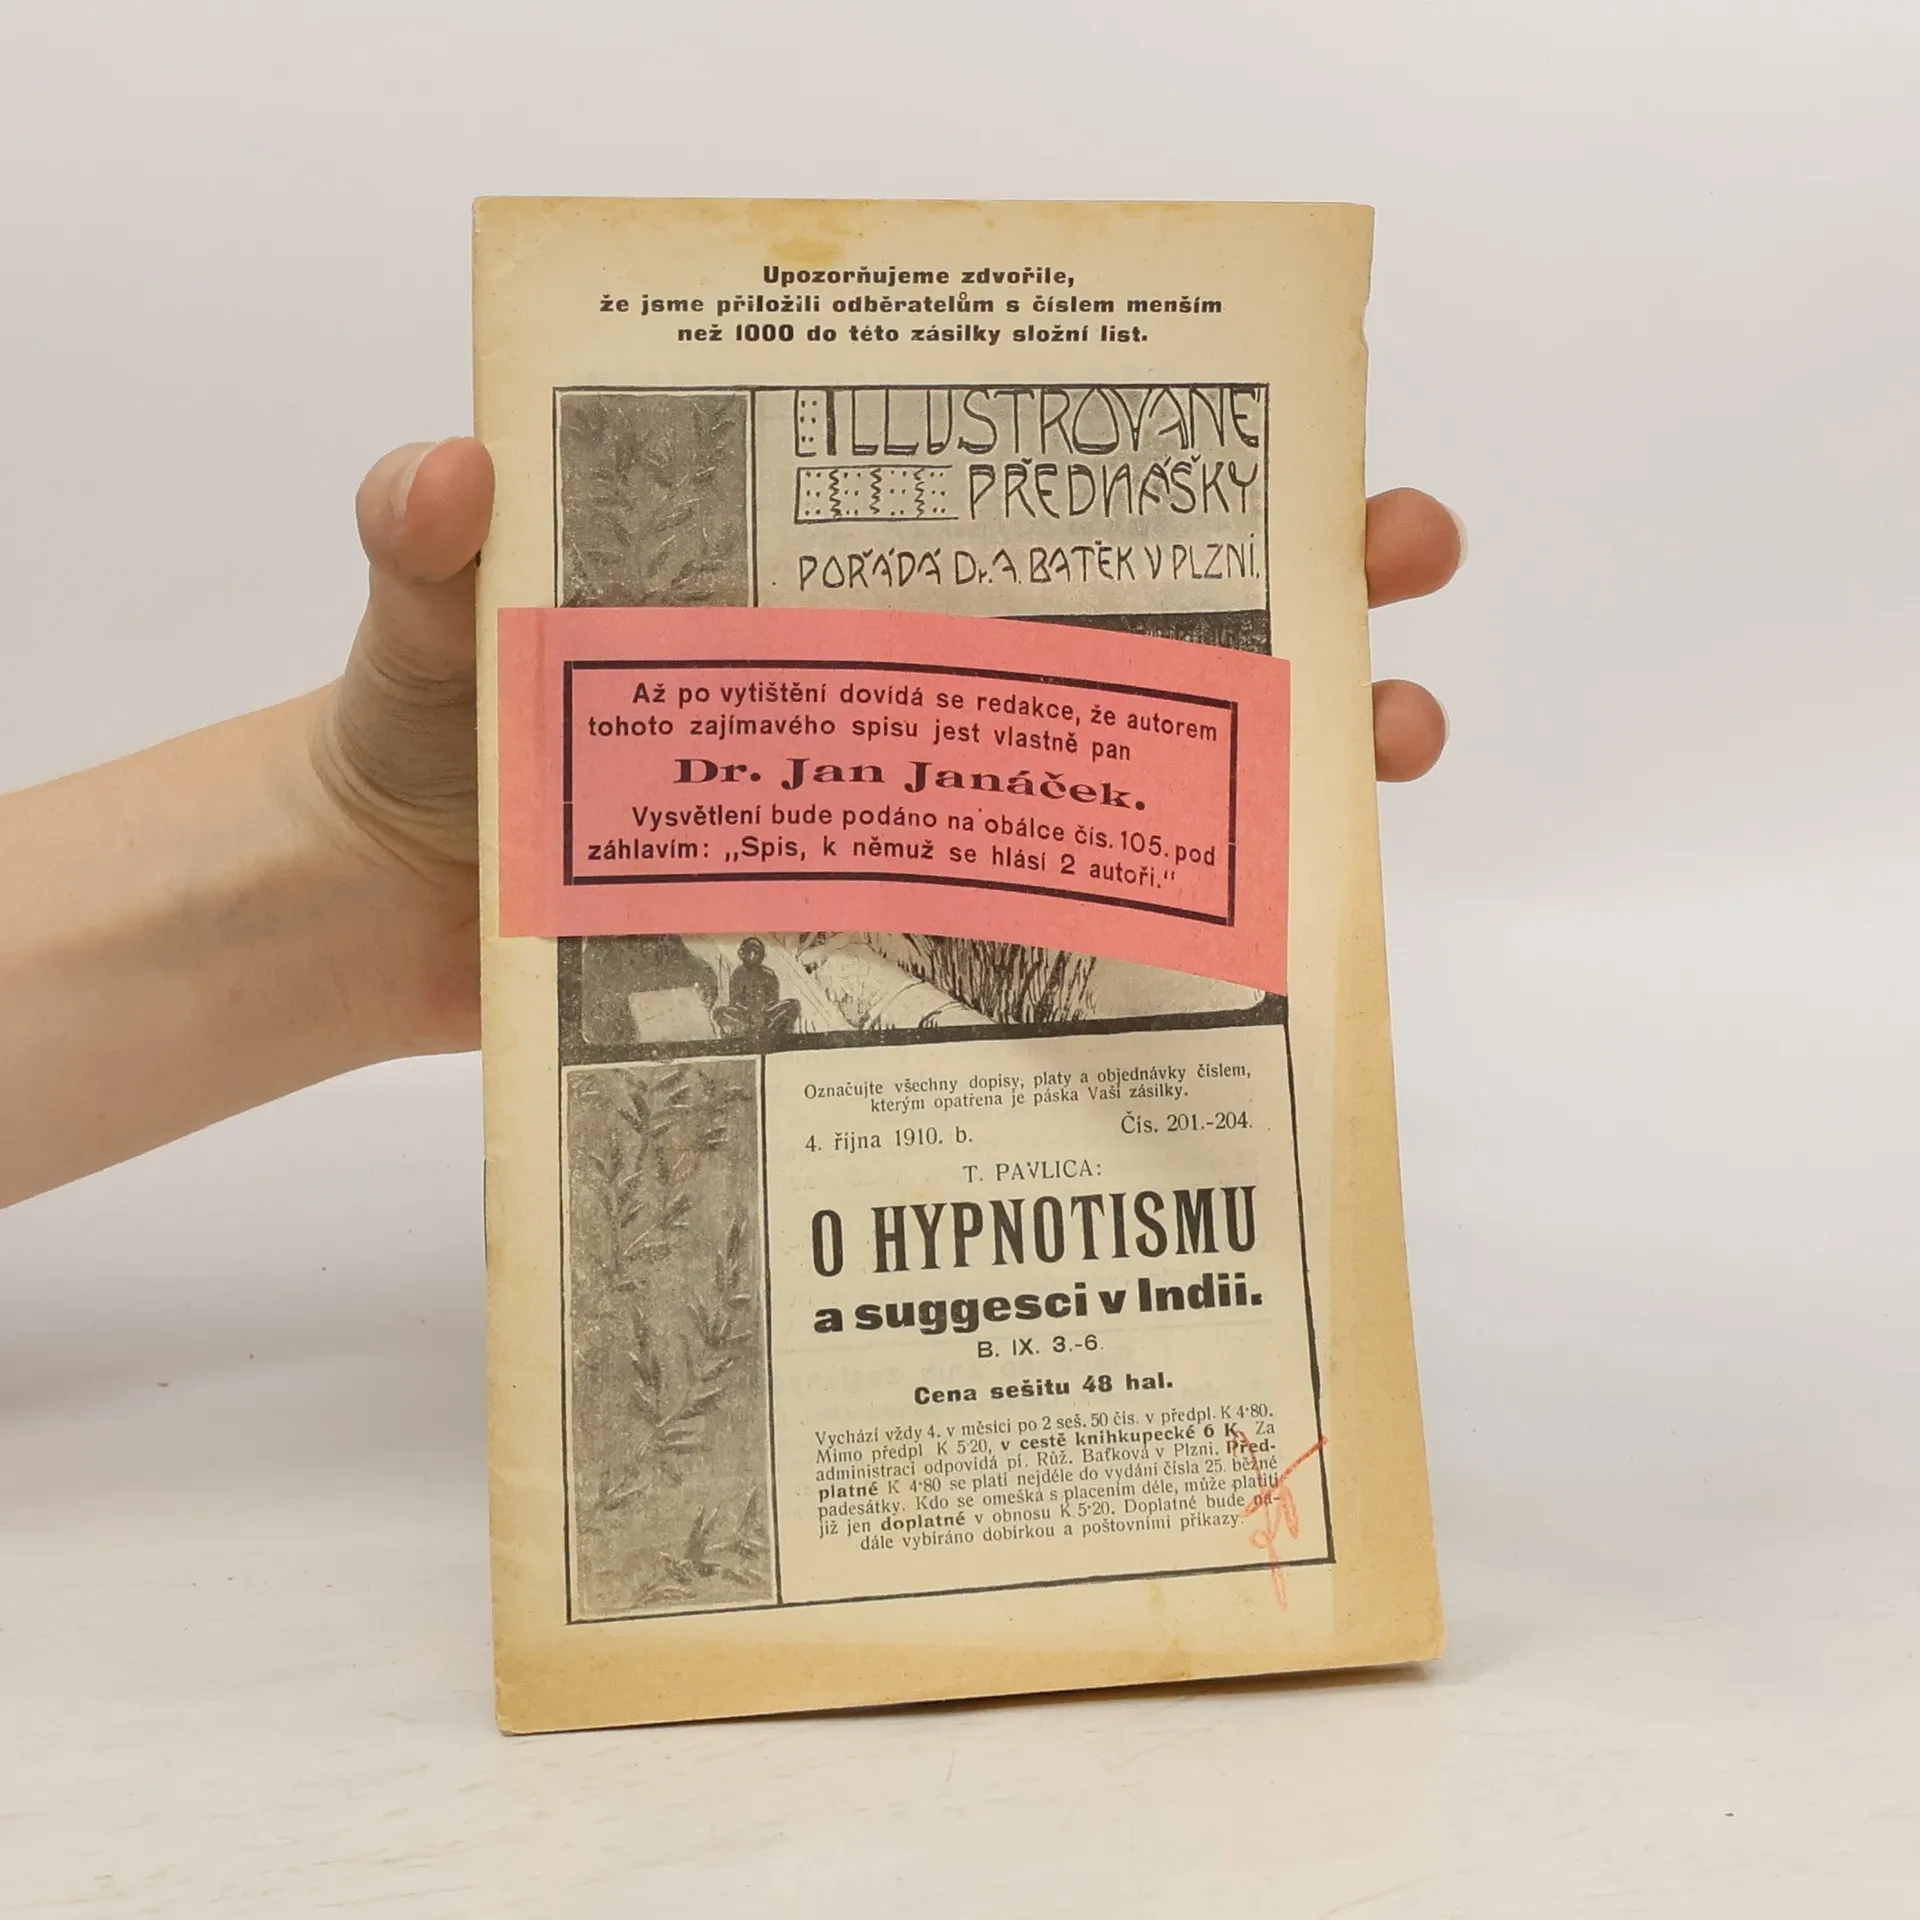 Upozorňujeme zdvořile,
že jsme přiložili odběratelům s číslem menším
než 1000 do této zásilky složní list.
ILLUSTROVANÉ
PŘEDNÁŠKY
POŘÁDÁ Dr. A. BATĚK V PLZNI.
Až po vytištění dovídá se redakce, že autorem
tohoto zajímavého spisu jest vlastně pan
Dr. Jan Janáček.
Vysvětlení bude podáno na obálce čís. 105. pod
záhlavím: „Spis, k němuž se hlásí 2 autoři.“
Označujte všechny dopisy, platy a objednávky číslem,
kterým opatřena je páska Vaší zásilky.
4. října 1910. b.
Čís. 201.-204.
T. PAVLICA:
O HYPNOTISMU
a suggesci v Indii.
B. IX. 3.-6.
Cena sešitu 48 hal.
Vychází vždy 4. v měsíci po 2 seš. 50 čís. v předpl. K 4·80.
Mimo předpl K 5·20, v cestě knihkupecké 6 K. Za
administraci odpovídá pí. Růž. Baťková v Plzni. Před-
platné K 4·80 se platí nejdéle do vydání čísla 25. běžné
padesátky. Kdo se omešká s placením déle, může platiti
již jen doplatné v obnosu K 5·20. Doplatné bude na-
dále vybíráno dobírkou a poštovními příkazy.